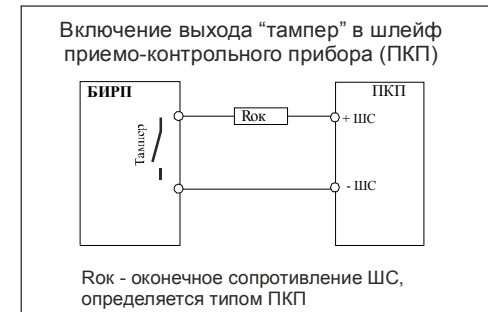 Включение выхода “тампер” в шлейф
приемо-контрольного прибора (ПКП)
БИРП
ПКП
Rок
+ ШС
Тампер
- ШС
Rок - оконечное сопротивление ШС,
определяется типом ПКП